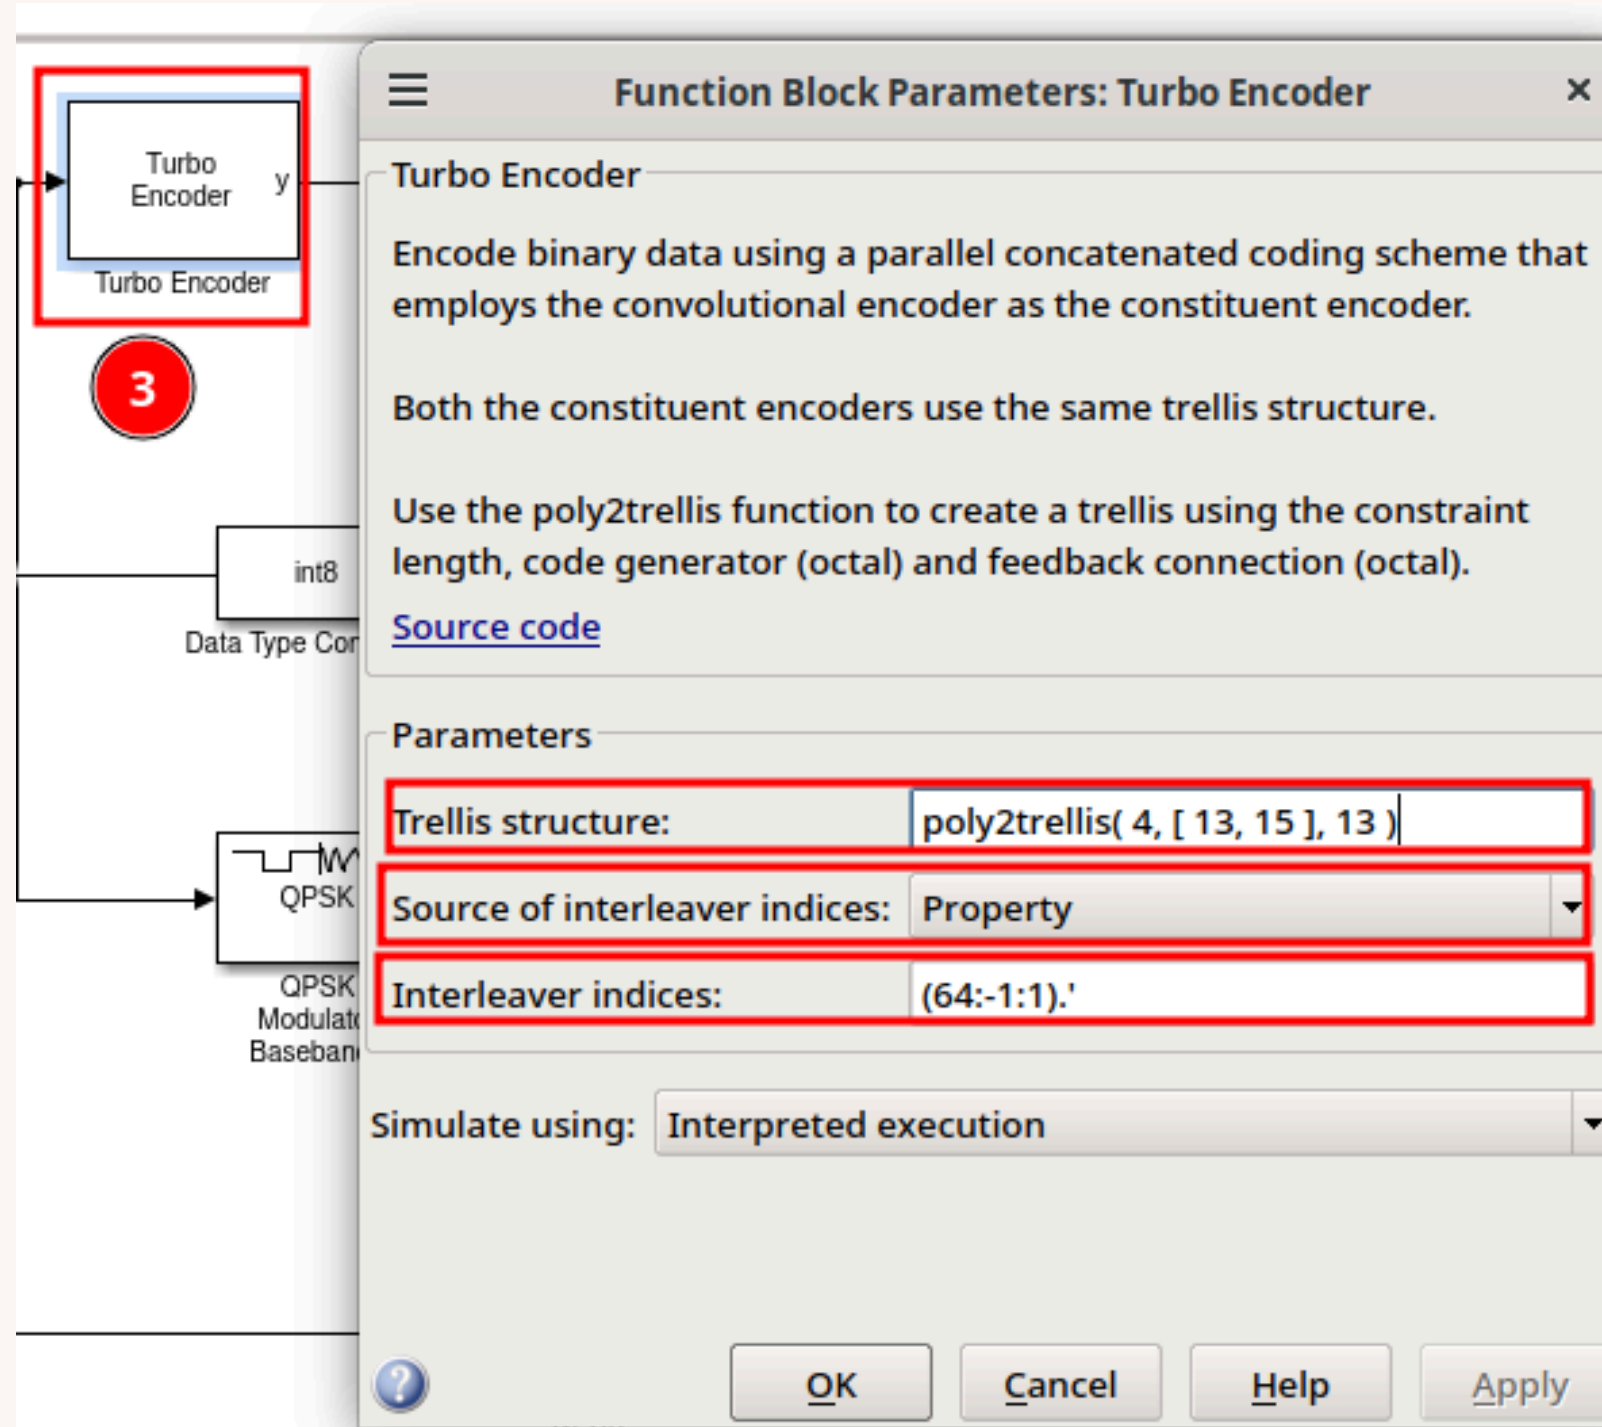 Function Block Parameters: Turbo Encoder
Turbo
Encoder
y
Turbo Encoder
3
int8
Data Type Con
QPSK
QPSK
Modulato
Baseban
Turbo Encoder
Encode binary data using a parallel concatenated coding scheme that
employs the convolutional encoder as the constituent encoder.
Both the constituent encoders use the same trellis structure.
Use the poly2trellis function to create a trellis using the constraint
length, code generator (octal) and feedback connection (octal).
Source code
Parameters
Trellis structure: poly2trellis( 4, [ 13, 15 ], 13 )
Source of interleaver indices: Property
Interleaver indices: (64:-1:1).'
Simulate using: Interpreted execution
? OK Cancel Help Apply